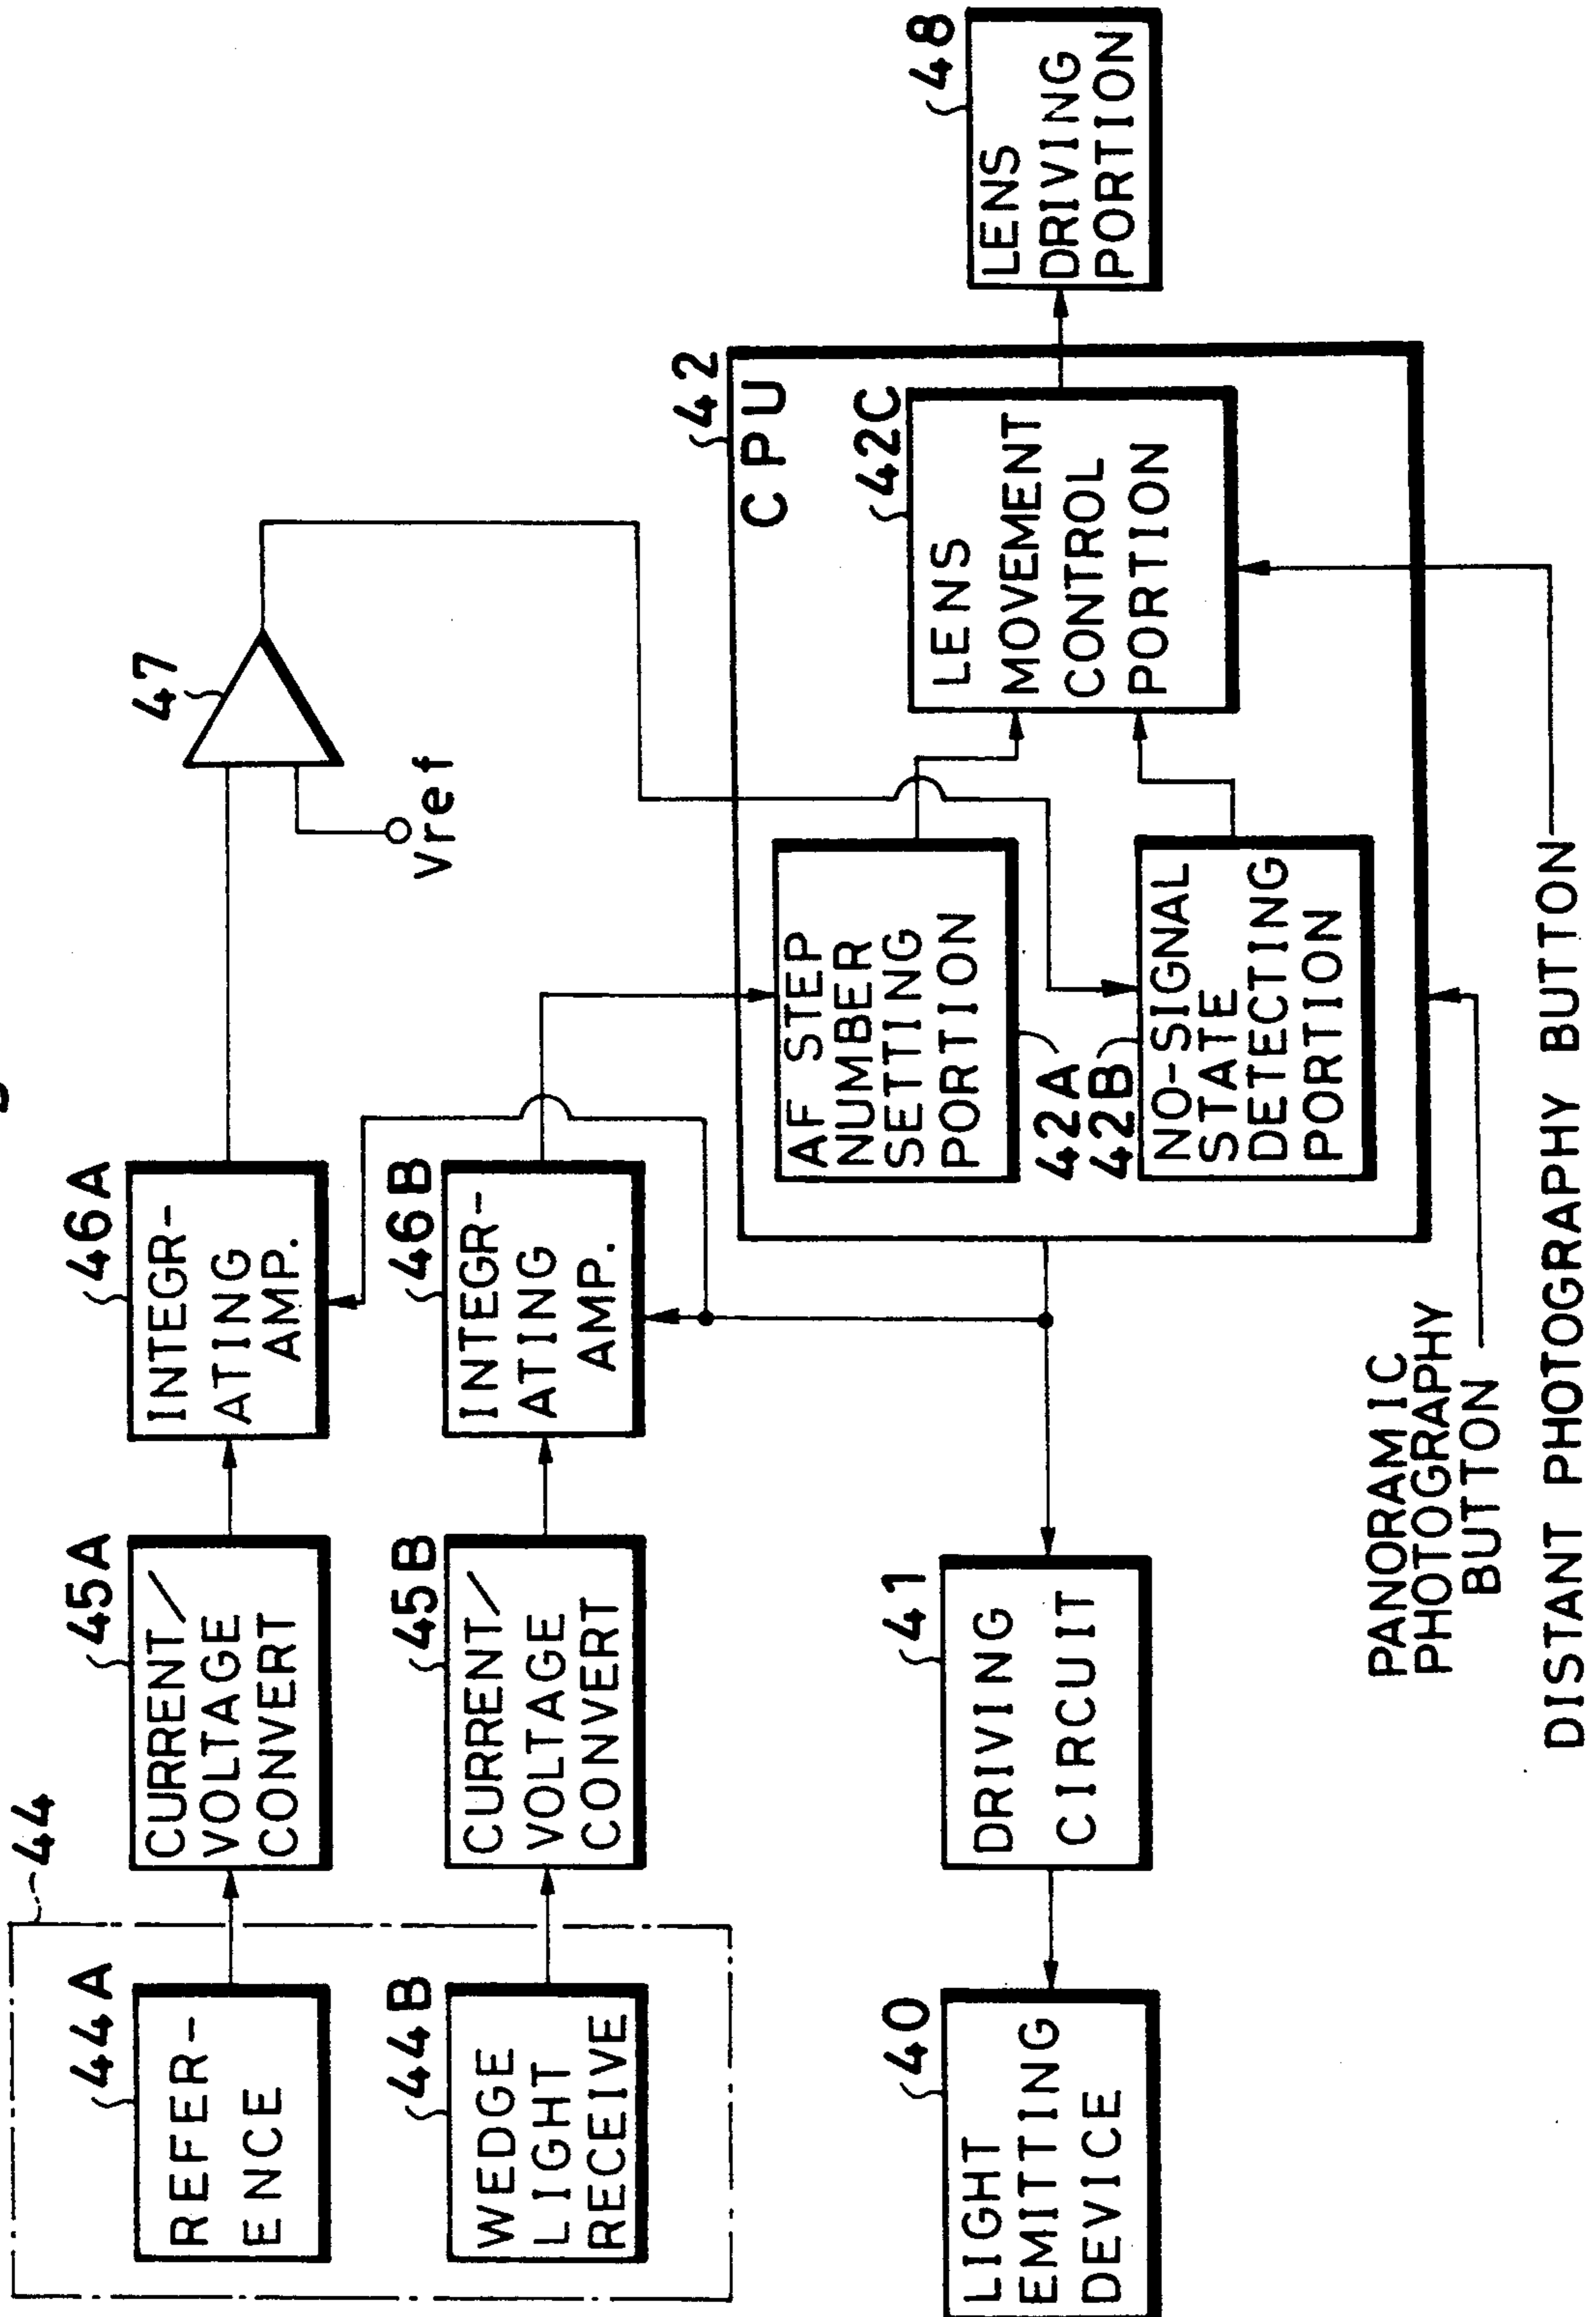 44
44A
REFER-
ENCE
45A
CURRENT/
VOLTAGE
CONVERT
46A
INTEGR-
ATING
AMP.
47
Vref
44B
WEDGE
LIGHT
RECEIVE
45B
CURRENT/
VOLTAGE
CONVERT
46B
INTEGR-
ATING
AMP.
42
CPU
AF STEP
NUMBER
SETTING
PORTION
42A
42B
NO-SIGNAL
STATE
DETECTING
PORTION
42C
LENS
MOVEMENT
CONTROL
PORTION
48
LENS
DRIVING
PORTION
40
LIGHT
EMITTING
DEVICE
41
DRIVING
CIRCUIT
PANORAMIC
PHOTOGRAPHY
BUTTON
DISTANT PHOTOGRAPHY BUTTON